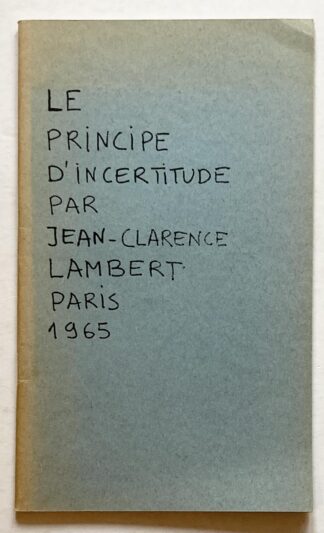 LE
PRINCIPE
D'INCERTITUDE
PAR
JEAN-CLARENCE
LAMBERT
PARIS
1965